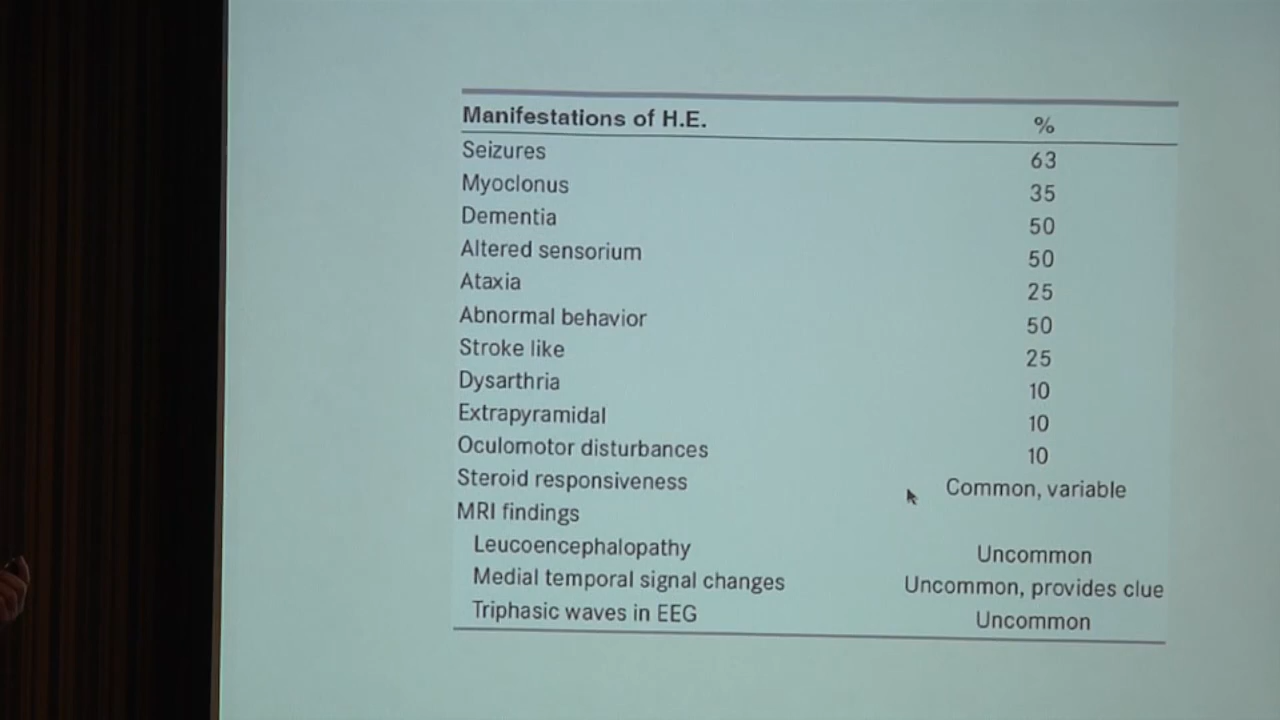 Manifestations of H.E. %
Seizures 63
Myoclonus 35
Dementia 50
Altered sensorium 50
Ataxia 25
Abnormal behavior 50
Stroke like 25
Dysarthria 10
Extrapyramidal 10
Oculomotor disturbances 10
Steroid responsiveness Common, variable
MRI findings
Leucoencephalopathy Uncommon
Medial temporal signal changes Uncommon, provides clue
Triphasic waves in EEG Uncommon